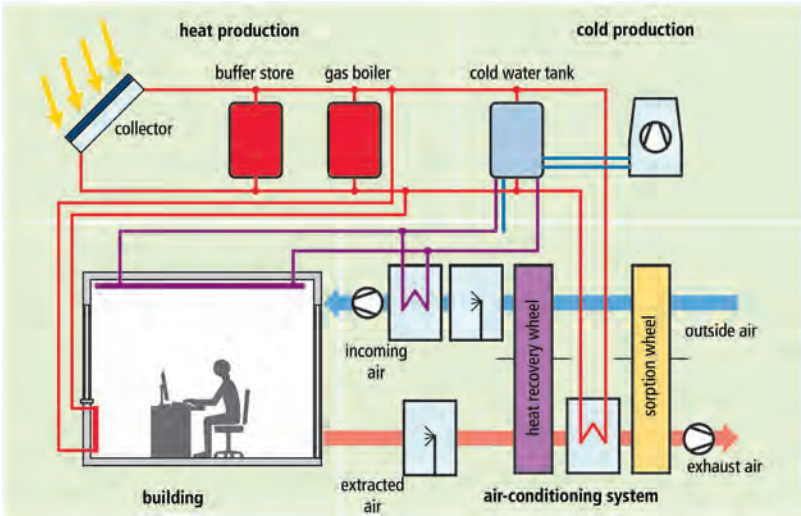 heat production
cold production
buffer store
gas boiler
cold water tank
collector
incoming
air
outside air
heat recovery wheel
sorption wheel
extracted
air
exhaust air
building
air-conditioning system